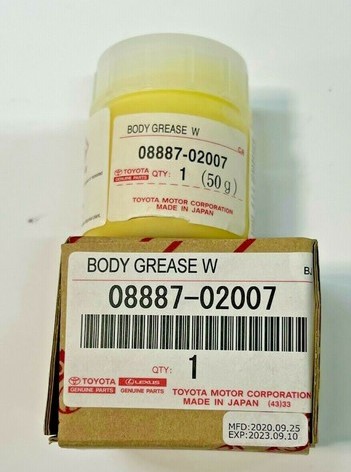 BODY GREASE W
08887-02007
TOYOTA
GENUINE PARTS
QTY: 1 (50g)
TOYOTA MOTOR CORPORATION
MADE IN JAPAN
BODY GREASE W
08887-02007
QTY: 1
TOYOTA LEXUS
GENUINE PARTS GENUINE PARTS
TOYOTA MOTOR CORPORATION
MADE IN JAPAN (43)33
MFD:2020.09.25
EXP:2023.09.10